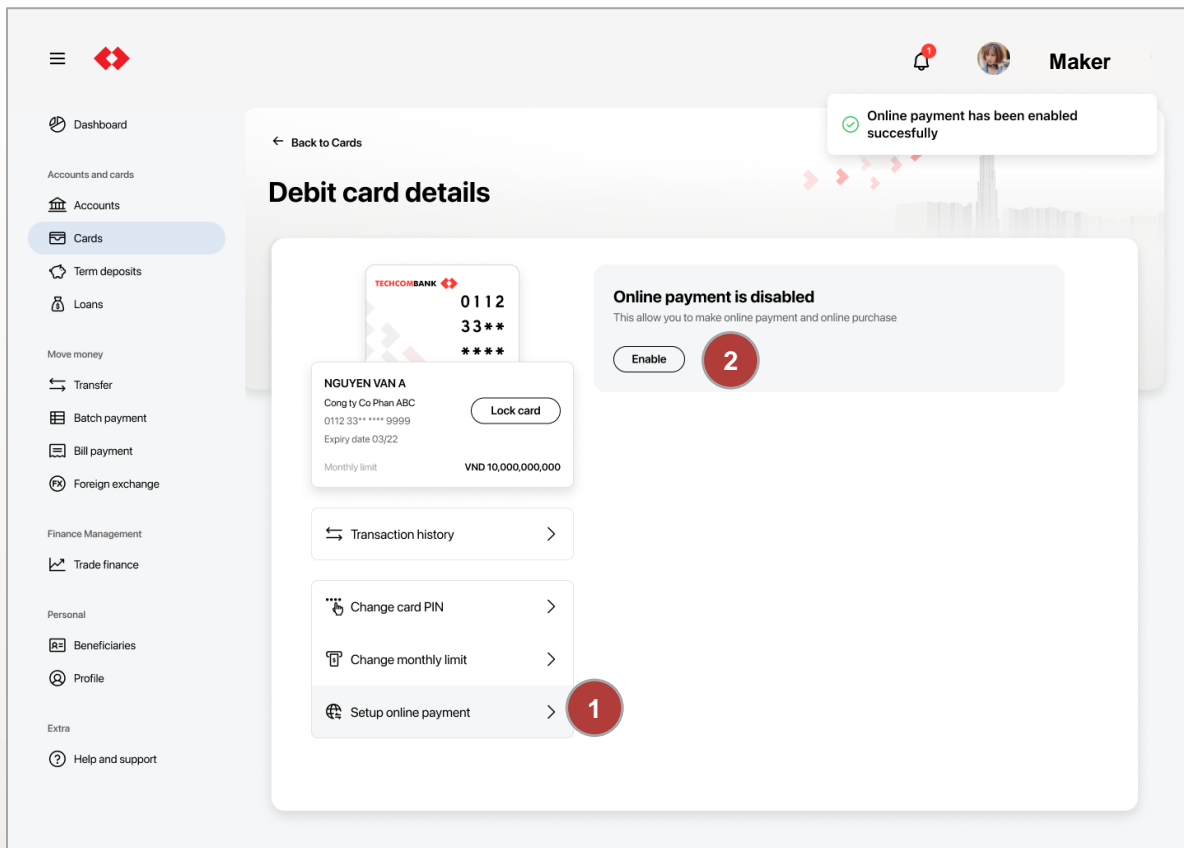 1
Maker
Online payment has been enabled
succesfully
Dashboard
Accounts and cards
Accounts
Cards
Term deposits
Loans
Move money
Transfer
Batch payment
Bill payment
FX
Foreign exchange
Finance Management
Trade finance
Personal
Beneficiaries
Profile
Extra
? Help and support
← Back to Cards
Debit card details
TECHCOMBANK
0112
33**
****
NGUYEN VAN A
Cong ty Co Phan ABC
0112 33** **** 9999
Expiry date 03/22
Lock card
Monthly limit VND 10,000,000,000
Transaction history
Change card PIN
Change monthly limit
Setup online payment
1
Online payment is disabled
This allow you to make online payment and online purchase
Enable
2